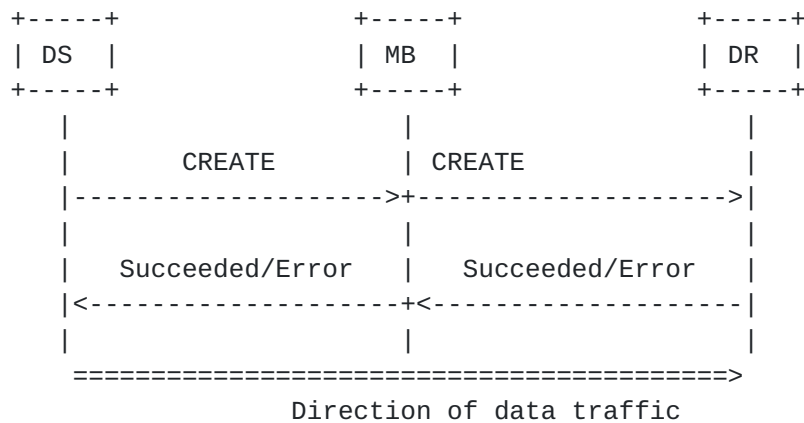 +-----+ +-----+ +-----+
| DS | | MB | | DR |
+-----+ +-----+ +-----+
| | |
| CREATE | CREATE |
|--------------------->+-------------------->|
| | |
| Succeeded/Error | Succeeded/Error |
|<---------------------+<--------------------|
| | |
==========================================>
Direction of data traffic